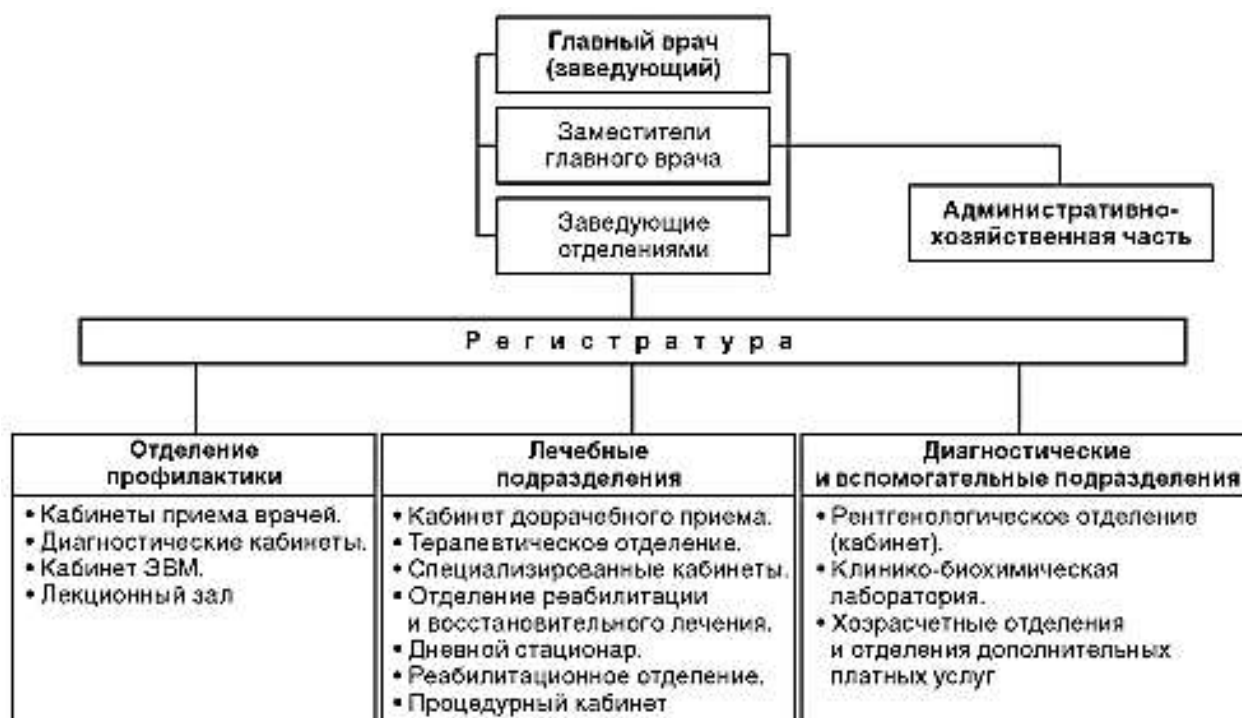 Главный врач
(заведующий)
Заместители
главного врача
Заведующие
отделениями
Административно-
хозяйственная часть
Регистратура
Отделение
профилактики
• Кабинеты приема врачей.
• Диагностические кабинеты.
• Кабинет ЭВМ.
• Лекционный зал
Лечебные
подразделения
• Кабинет доврачебного приема.
• Терапевтическое отделение.
• Специализированные кабинеты.
• Отделение реабилитации
и восстановительного лечения.
• Дневной стационар.
• Реабилитационное отделение.
• Процедурный кабинет
Диагностические
и вспомогательные подразделения
• Рентгенологическое отделение
(кабинет).
• Клинико-биохимическая
лаборатория.
• Хозрасчетные отделения
и отделения дополнительных
платных услуг